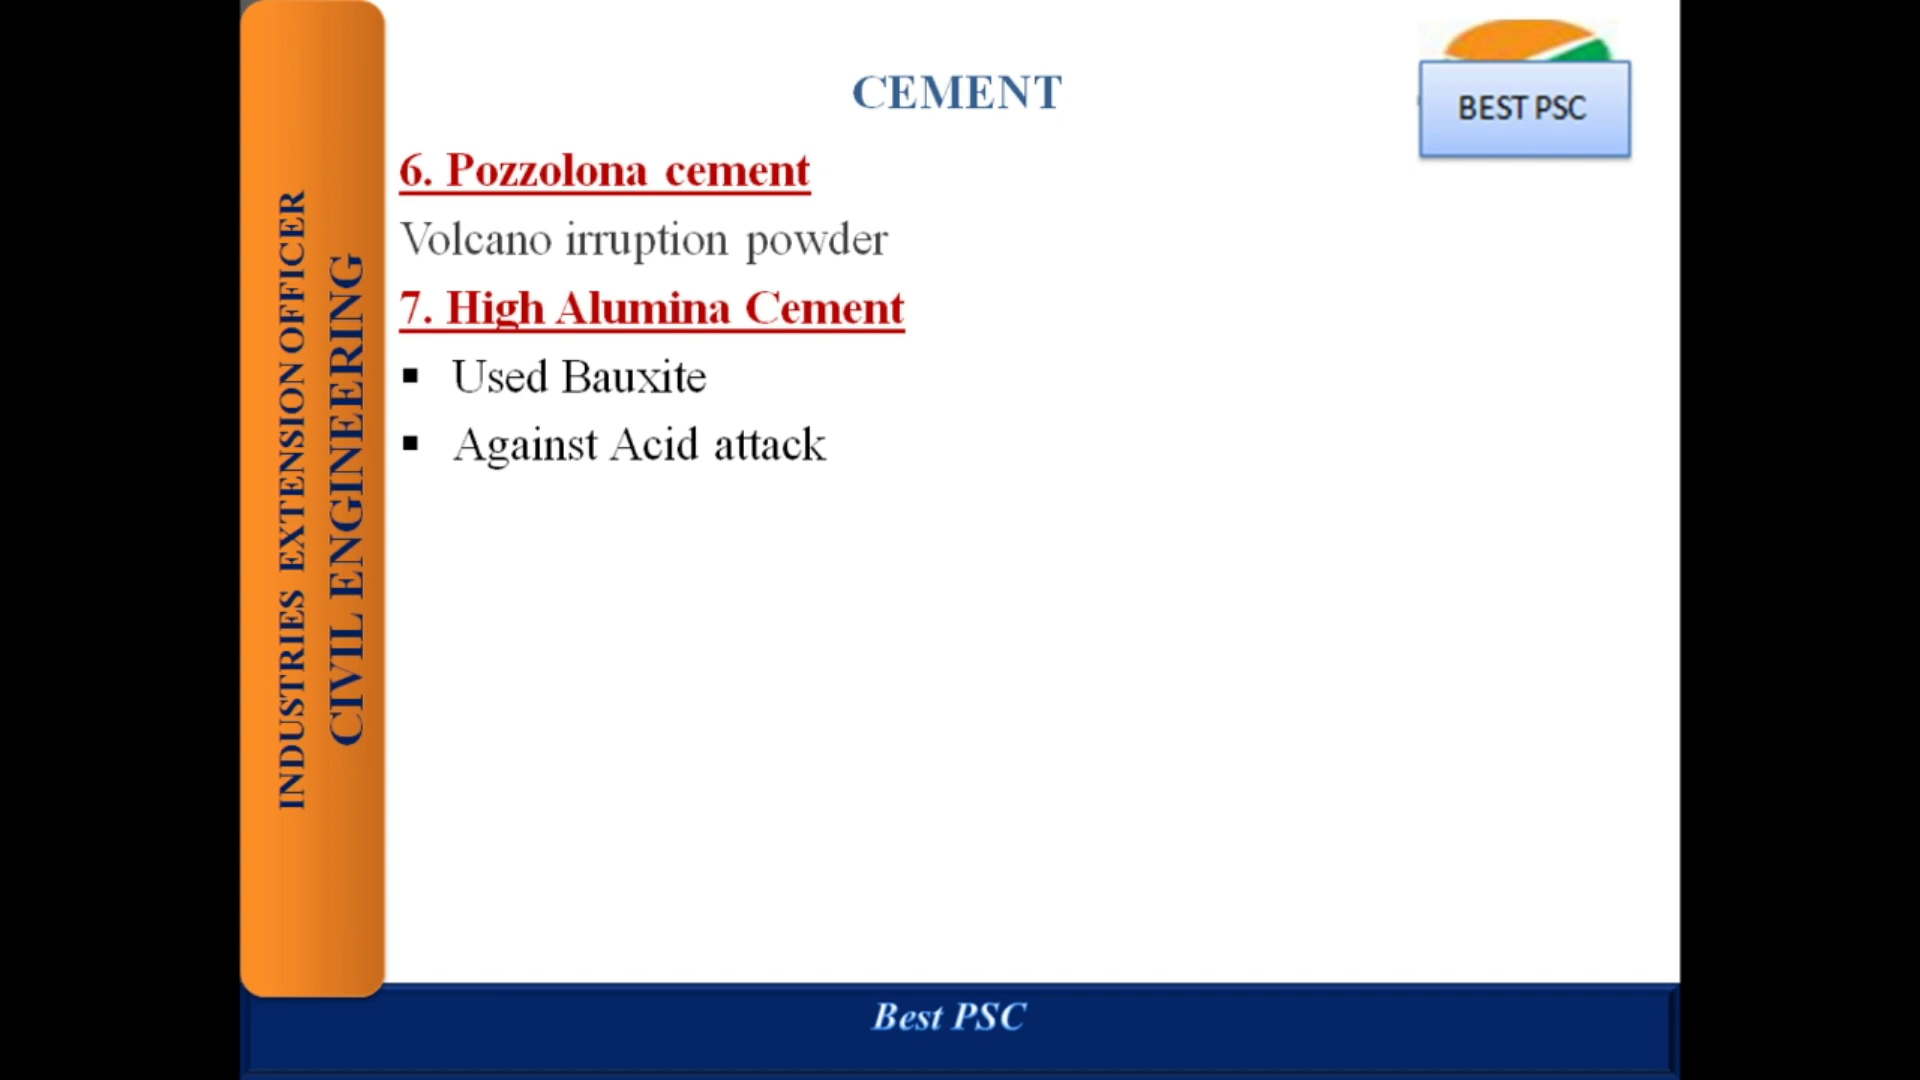 INDUSTRIES EXTENSION OFFICER
CIVIL ENGINEERING
CEMENT
BEST PSC
6. Pozzolona cement
Volcano irruption powder
7. High Alumina Cement
▪ Used Bauxite
▪ Against Acid attack
Best PSC